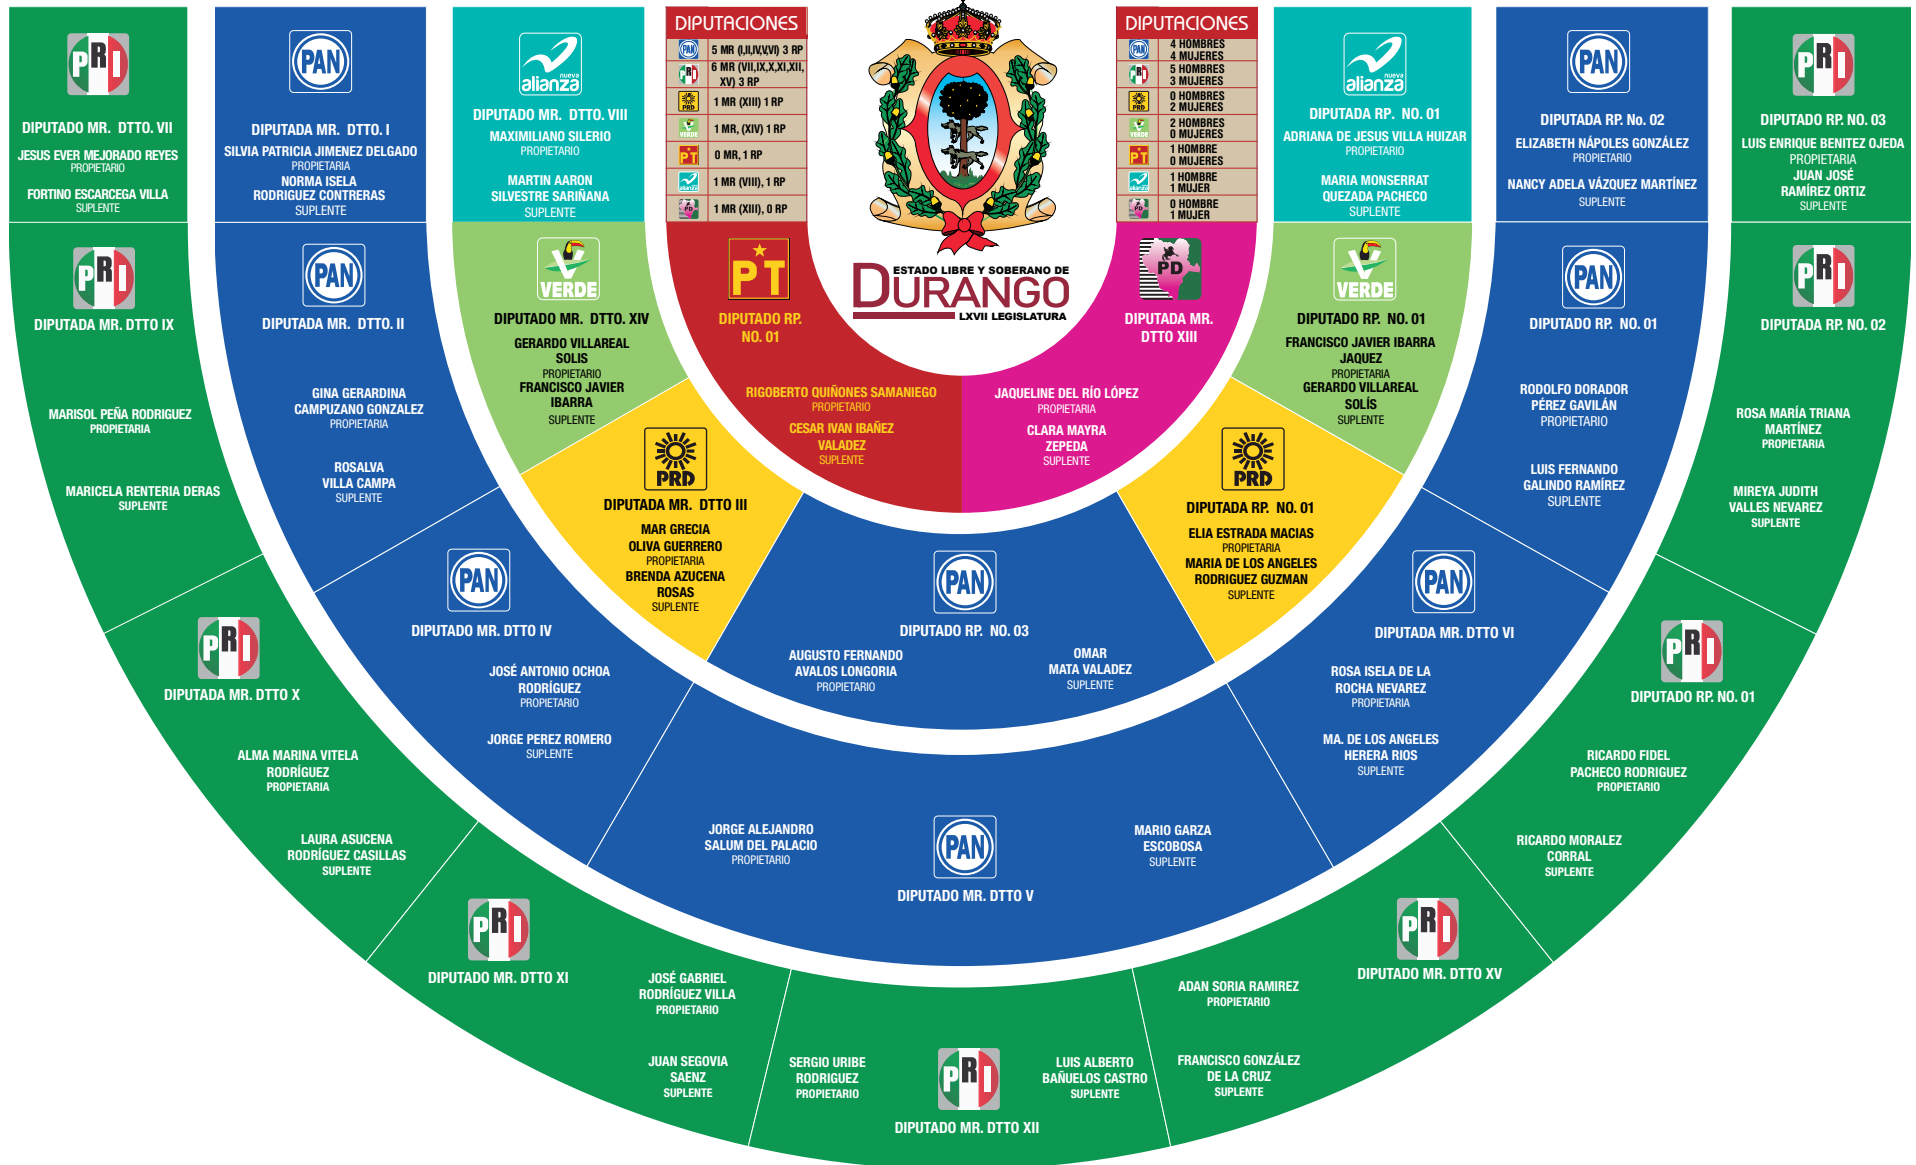 PRI
DIPUTADO MR. DTTO. VII
JESUS EVER MEJORADO REYES
PROPIETARIO
FORTINO ESCARCEGA VILLA
SUPLENTE
PAN
DIPUTADA MR. DTTO. I
SILVIA PATRICIA JIMENEZ DELGADO
PROPIETARIA
NORMA ISELA
RODRIGUEZ CONTRERAS
SUPLENTE
nueva
alianza
DIPUTADO MR. DTTO. VIII
MAXIMILIANO SILERIO
PROPIETARIO
MARTIN AARON
SILVESTRE SARIÑANA
SUPLENTE
DIPUTACIONES
PAN 5 MR (I,II,IV,V,VI) 3 RP
PRI 6 MR (VII,IX,X,XI,XII,
XV) 3 RP
PRD 1 MR (XIII) 1 RP
VERDE 1 MR, (XIV) 1 RP
PT 0 MR, 1 RP
alianza 1 MR (VIII), 1 RP
PD 1 MR (XIII), 0 RP
ESTADO LIBRE Y SOBERANO DE
DURANGO
LXVII LEGISLATURA
DIPUTACIONES
PAN 4 HOMBRES
4 MUJERES
PRI 5 HOMBRES
3 MUJERES
PRD 0 HOMBRES
2 MUJERES
VERDE 2 HOMBRES
0 MUJERES
PT 1 HOMBRE
0 MUJERES
alianza 1 HOMBRE
1 MUJER
PD 0 HOMBRE
1 MUJER
nueva
alianza
DIPUTADA RP. NO. 01
ADRIANA DE JESUS VILLA HUIZAR
PROPIETARIO
MARIA MONSERRAT
QUEZADA PACHECO
SUPLENTE
PAN
DIPUTADA RP. No. 02
ELIZABETH NÁPOLES GONZÁLEZ
PROPIETARIO
NANCY ADELA VÁZQUEZ MARTÍNEZ
SUPLENTE
PRI
DIPUTADO RP. NO. 03
LUIS ENRIQUE BENITEZ OJEDA
PROPIETARIA
JUAN JOSÉ
RAMÍREZ ORTIZ
SUPLENTE
PRI
DIPUTADA MR. DTTO IX
MARISOL PEÑA RODRIGUEZ
PROPIETARIA
MARICELA RENTERIA DERAS
SUPLENTE
PAN
DIPUTADA MR. DTTO. II
GINA GERARDINA
CAMPUZANO GONZALEZ
PROPIETARIA
ROSALVA
VILLA CAMPA
SUPLENTE
VERDE
DIPUTADO MR. DTTO. XIV
GERARDO VILLAREAL
SOLIS
PROPIETARIO
FRANCISCO JAVIER
IBARRA
SUPLENTE
PT
DIPUTADO RP.
NO. 01
RIGOBERTO QUIÑONES SAMANIEGO
PROPIETARIO
CESAR IVAN IBAÑEZ
VALADEZ
SUPLENTE
PD
DIPUTADA MR.
DTTO XIII
JAQUELINE DEL RÍO LÓPEZ
PROPIETARIA
CLARA MAYRA
ZEPEDA
SUPLENTE
VERDE
DIPUTADO RP. NO. 01
FRANCISCO JAVIER IBARRA
JAQUEZ
PROPIETARIA
GERARDO VILLAREAL
SOLÍS
SUPLENTE
PAN
DIPUTADO RP. NO. 01
RODOLFO DORADOR
PÉREZ GAVILÁN
PROPIETARIO
LUIS FERNANDO
GALINDO RAMÍREZ
SUPLENTE
PRI
DIPUTADA RP. NO. 02
ROSA MARÍA TRIANA
MARTÍNEZ
PROPIETARIA
MIREYA JUDITH
VALLES NEVAREZ
SUPLENTE
PRD
DIPUTADA MR. DTTO III
MAR GRECIA
OLIVA GUERRERO
PROPIETARIA
BRENDA AZUCENA
ROSAS
SUPLENTE
PRD
DIPUTADA RP. NO. 01
ELIA ESTRADA MACIAS
PROPIETARIA
MARIA DE LOS ANGELES
RODRIGUEZ GUZMAN
SUPLENTE
PAN
DIPUTADO MR. DTTO IV
JOSÉ ANTONIO OCHOA
RODRÍGUEZ
PROPIETARIO
JORGE PEREZ ROMERO
SUPLENTE
PAN
DIPUTADO RP. NO. 03
AUGUSTO FERNANDO
AVALOS LONGORIA
PROPIETARIO
OMAR
MATA VALADEZ
SUPLENTE
PAN
DIPUTADA MR. DTTO VI
ROSA ISELA DE LA
ROCHA NEVAREZ
PROPIETARIA
MA. DE LOS ANGELES
HERERA RIOS
SUPLENTE
PRI
DIPUTADA MR. DTTO X
ALMA MARINA VITELA
RODRÍGUEZ
PROPIETARIA
LAURA ASUCENA
RODRÍGUEZ CASILLAS
SUPLENTE
PRI
DIPUTADO RP. NO. 01
RICARDO FIDEL
PACHECO RODRIGUEZ
PROPIETARIO
RICARDO MORALEZ
CORRAL
SUPLENTE
JORGE ALEJANDRO
SALUM DEL PALACIO
PROPIETARIO
PAN
DIPUTADO MR. DTTO V
MARIO GARZA
ESCOBOSA
SUPLENTE
PRI
DIPUTADO MR. DTTO XI
JOSÉ GABRIEL
RODRÍGUEZ VILLA
PROPIETARIO
JUAN SEGOVIA
SAENZ
SUPLENTE
SERGIO URIBE
RODRIGUEZ
PROPIETARIO
PRI
DIPUTADO MR. DTTO XII
LUIS ALBERTO
BAÑUELOS CASTRO
SUPLENTE
PRI
DIPUTADO MR. DTTO XV
ADAN SORIA RAMIREZ
PROPIETARIO
FRANCISCO GONZÁLEZ
DE LA CRUZ
SUPLENTE